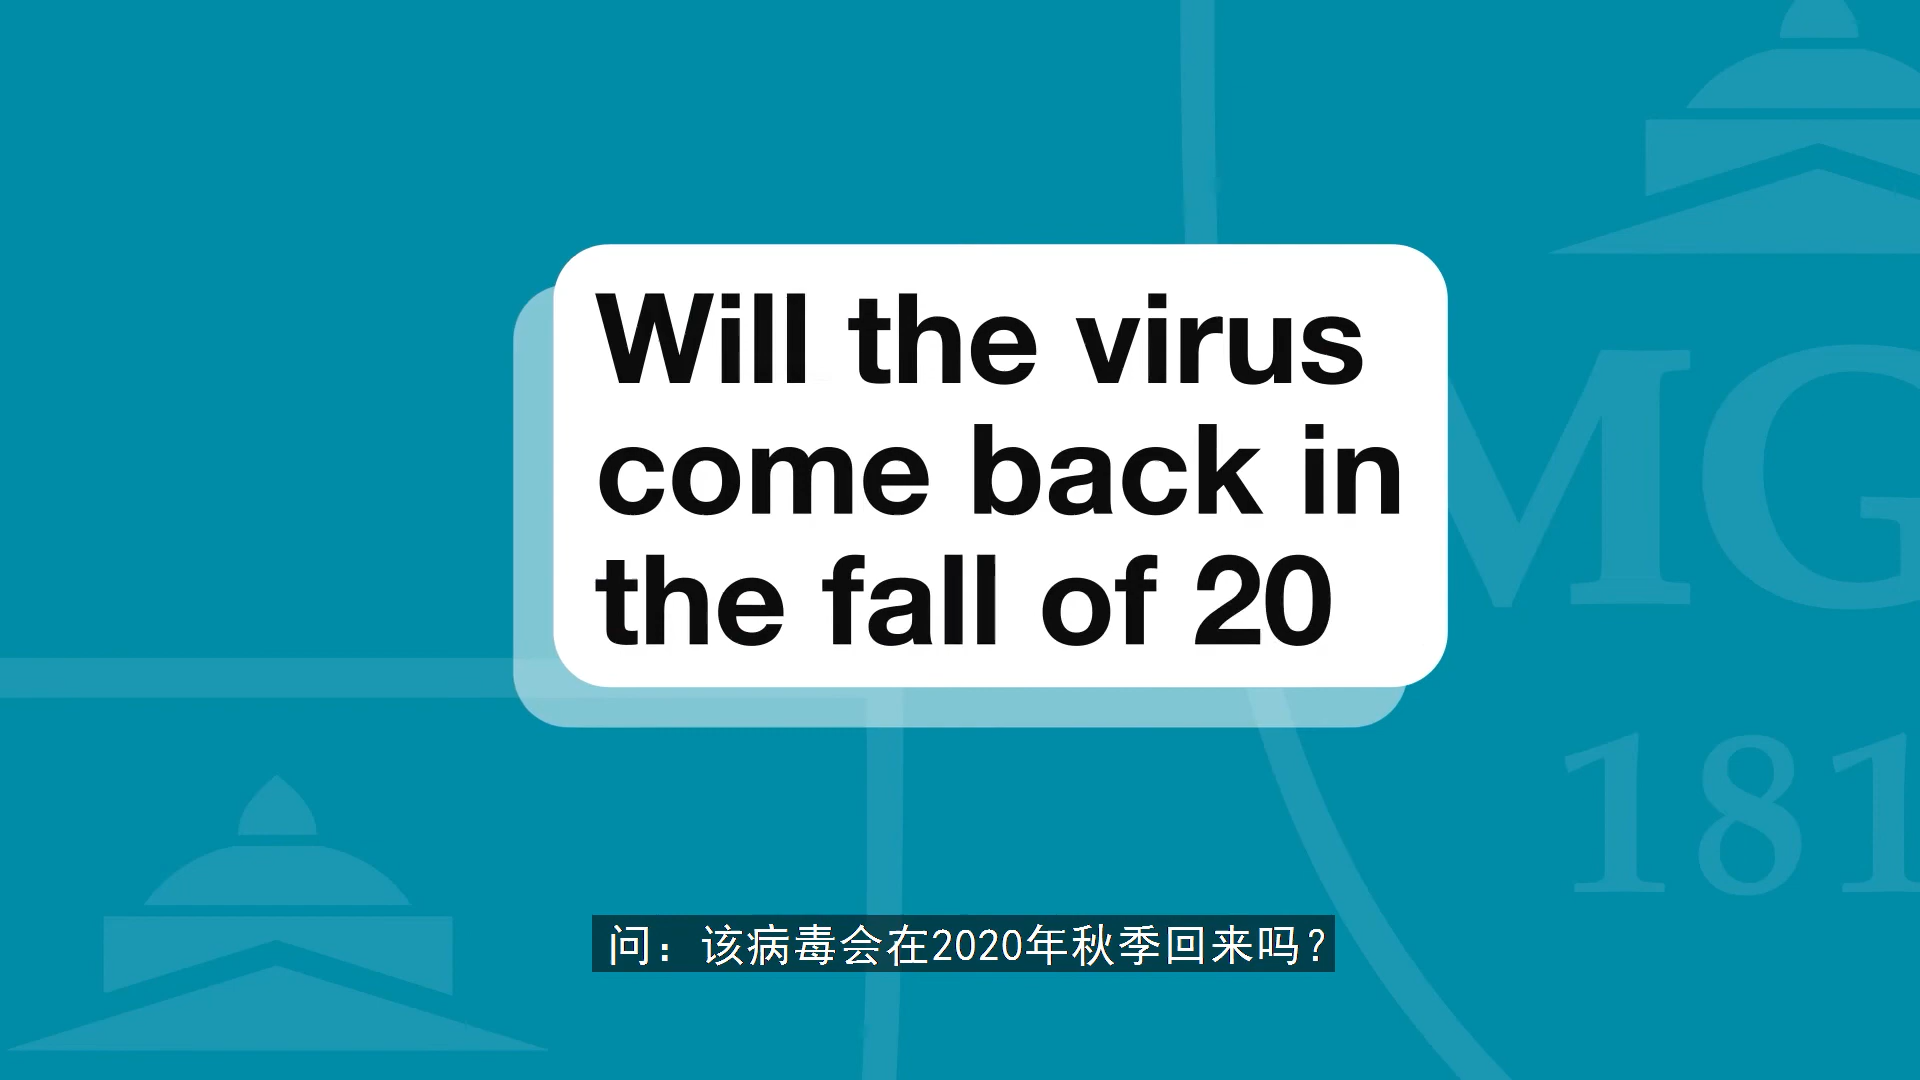 Will the virus
come back in
the fall of 20
MG
181
问：该病毒会在2020年秋季回来吗？